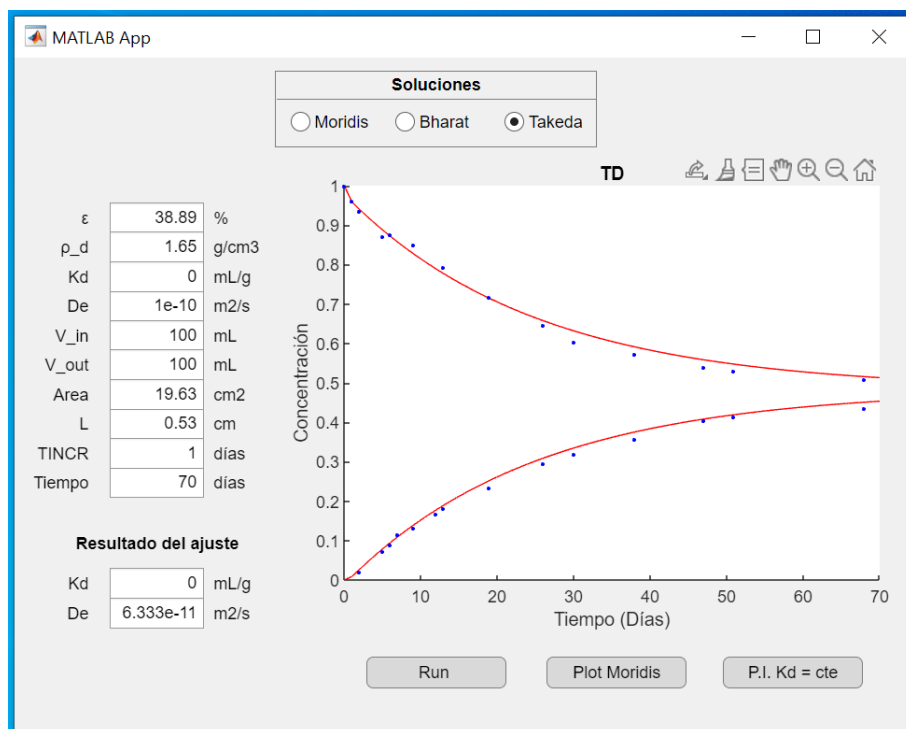 MATLAB App
Soluciones
Moridis Bharat Takeda
TD
ε 38.89 %
ρ_d 1.65 g/cm3
Kd 0 mL/g
De 1e-10 m2/s
V_in 100 mL
V_out 100 mL
Area 19.63 cm2
L 0.53 cm
TINCR 1 días
Tiempo 70 días
Resultado del ajuste
Kd 0 mL/g
De 6.333e-11 m2/s
Concentración
1
0.9
0.8
0.7
0.6
0.5
0.4
0.3
0.2
0.1
0
0 10 20 30 40 50 60 70
Tiempo (Días)
Run Plot Moridis P.I. Kd = cte